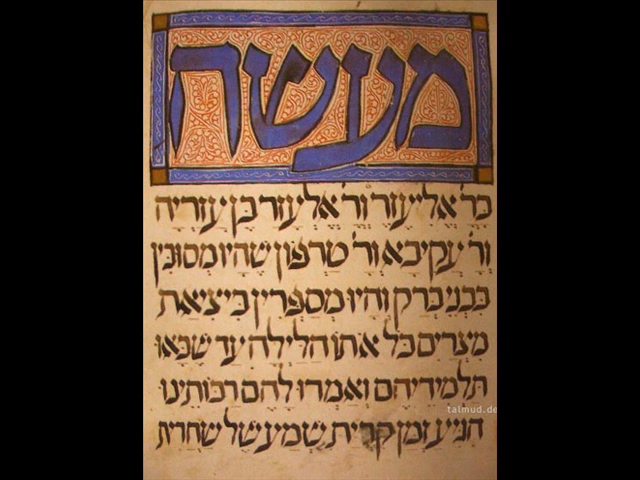 מעשה
בר' אליעזר ור' אלעזר בן עזריה
ור' עקיבא ור' טרפון שהיו מסובין
בבני ברק והיו מספרין ביציאת
מצרים כל אתו הלילה עד שבאו
תלמידיהם ואמרו להם רבותינו
הגיע זמן קרית שמע של שחרית
talmud.de